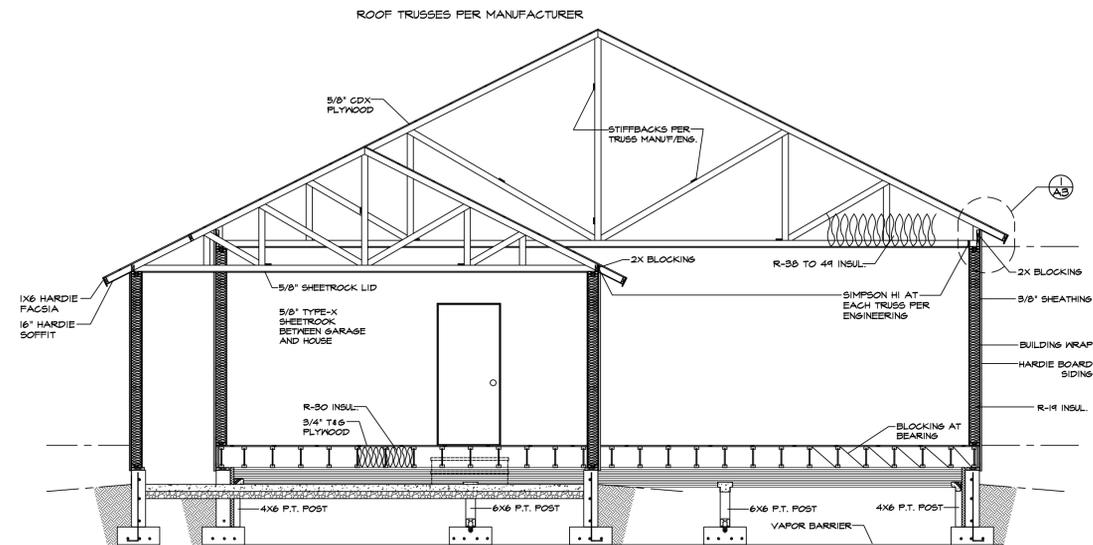 ROOF TRUSSES PER MANUFACTURER
5/8" CDX
PLYWOOD
STIFFBACKS PER
TRUSS MANUF/ENG.
1
A3
R-38 TO 49 INSUL.
2X BLOCKING
2X BLOCKING
1X6 HARDIE
FACSIA
16" HARDIE
SOFFIT
5/8" SHEETROCK LID
5/8" TYPE-X
SHEETROOK
BETWEEN GARAGE
AND HOUSE
SIMPSON H1 AT
EACH TRUSS PER
ENGINEERING
3/8" SHEATHING
BUILDING WRAP
HARDIE BOARD
SIDING
R-19 INSUL.
R-30 INSUL.
3/4" T&G
PLYWOOD
BLOCKING AT
BEARING
4X6 P.T. POST
6X6 P.T. POST
6X6 P.T. POST
4X6 P.T. POST
VAPOR BARRIER